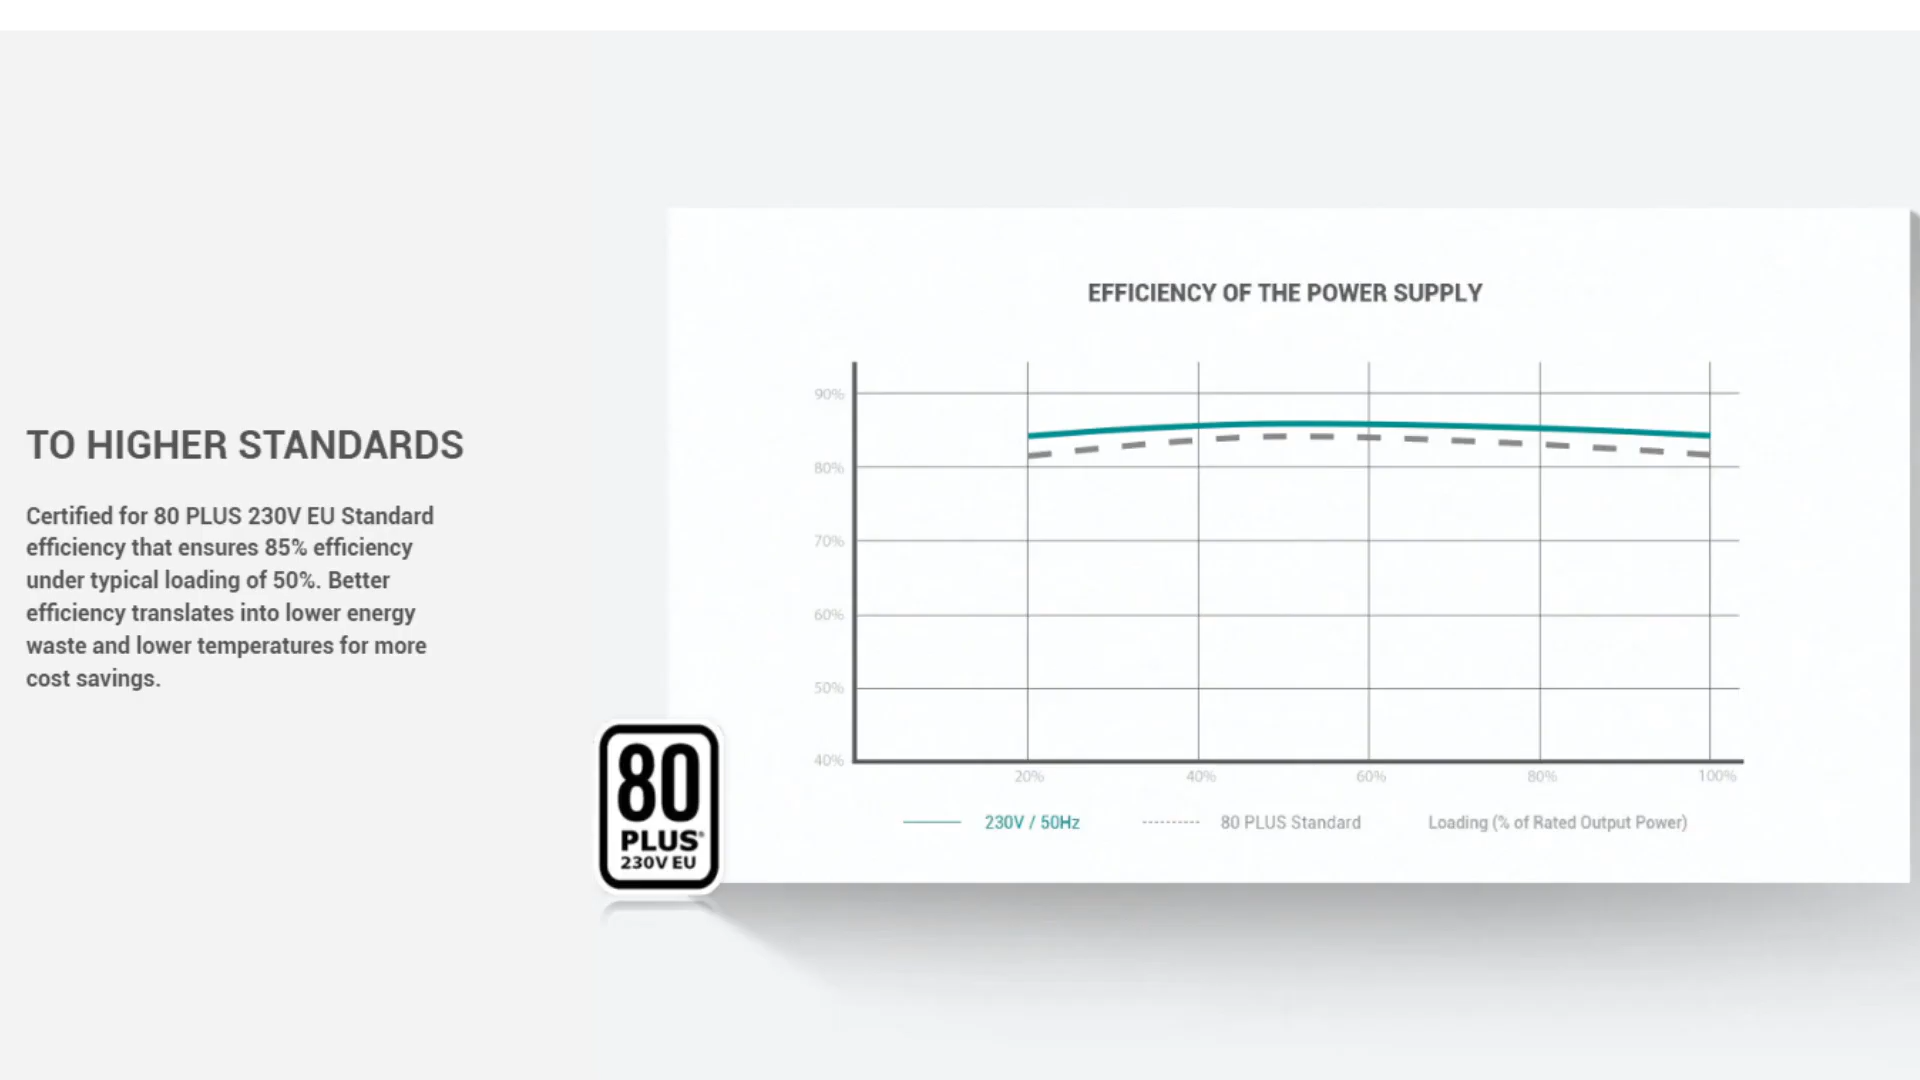 TO HIGHER STANDARDS
Certified for 80 PLUS 230V EU Standard
efficiency that ensures 85% efficiency
under typical loading of 50%. Better
efficiency translates into lower energy
waste and lower temperatures for more
cost savings.
80
PLUS®
230V EU
EFFICIENCY OF THE POWER SUPPLY
90%
80%
70%
60%
50%
40%
20% 40% 60% 80% 100%
230V / 50Hz 80 PLUS Standard Loading (% of Rated Output Power)